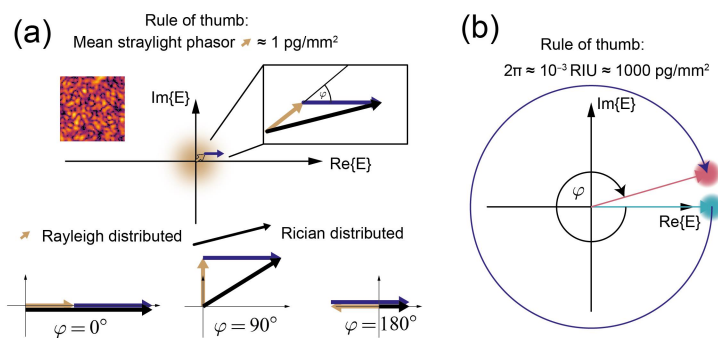 (a)
Rule of thumb:
Mean straylight phasor ≈ 1 pg/mm²
Im{E}
φ
φ
Re{E}
Rayleigh distributed
Rician distributed
φ = 0°
φ = 90°
φ = 180°
(b)
Rule of thumb:
2π ≈ 10⁻³ RIU ≈ 1000 pg/mm²
Im{E}
φ
Re{E}